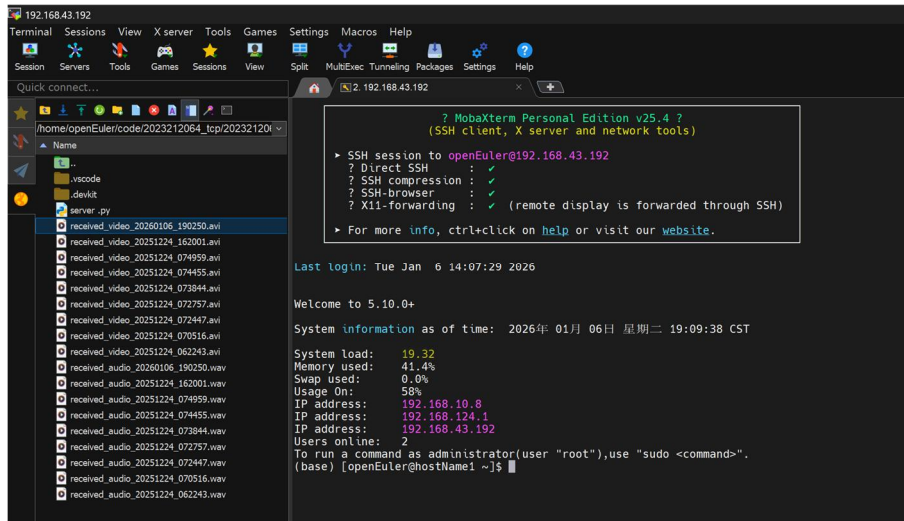 192.168.43.192
Terminal Sessions View X server Tools Games Settings Macros Help
Session Servers Tools Games Sessions View Split MultiExec Tunneling Packages Settings Help
Quick connect...
2. 192.168.43.192
/home/openEuler/code/2023212064_tcp/20232120
Name
..
.vscode
.devkit
server .py
received_video_20260106_190250.avi
received_video_20251224_162001.avi
received_video_20251224_074959.avi
received_video_20251224_074455.avi
received_video_20251224_073844.avi
received_video_20251224_072757.avi
received_video_20251224_072447.avi
received_video_20251224_070516.avi
received_video_20251224_062243.avi
received_audio_20260106_190250.wav
received_audio_20251224_162001.wav
received_audio_20251224_074959.wav
received_audio_20251224_074455.wav
received_audio_20251224_073844.wav
received_audio_20251224_072757.wav
received_audio_20251224_072447.wav
received_audio_20251224_070516.wav
received_audio_20251224_062243.wav
? MobaXterm Personal Edition v25.4 ?
(SSH client, X server and network tools)
➤ SSH session to openEuler@192.168.43.192
? Direct SSH : ✔
? SSH compression : ✔
? SSH-browser : ✔
? X11-forwarding : ✔ (remote display is forwarded through SSH)
➤ For more info, ctrl+click on help or visit our website.
Last login: Tue Jan 6 14:07:29 2026
Welcome to 5.10.0+
System information as of time: 2026年 01月 06日 星期二 19:09:38 CST
System load: 19.32
Memory used: 41.4%
Swap used: 0.0%
Usage On: 58%
IP address: 192.168.10.8
IP address: 192.168.124.1
IP address: 192.168.43.192
Users online: 2
To run a command as administrator(user "root"),use "sudo <command>".
(base) [openEuler@hostName1 ~]$